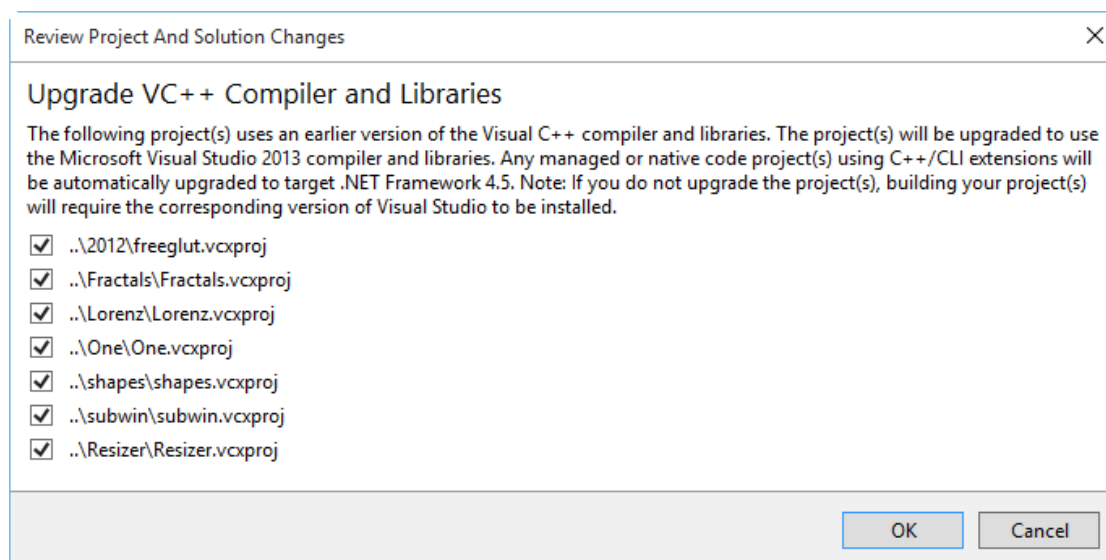 Review Project And Solution Changes
Upgrade VC++ Compiler and Libraries
The following project(s) uses an earlier version of the Visual C++ compiler and libraries. The project(s) will be upgraded to use
the Microsoft Visual Studio 2013 compiler and libraries. Any managed or native code project(s) using C++/CLI extensions will
be automatically upgraded to target .NET Framework 4.5. Note: If you do not upgrade the project(s), building your project(s)
will require the corresponding version of Visual Studio to be installed.
..\2012\freeglut.vcxproj
..\Fractals\Fractals.vcxproj
..\Lorenz\Lorenz.vcxproj
..\One\One.vcxproj
..\shapes\shapes.vcxproj
..\subwin\subwin.vcxproj
..\Resizer\Resizer.vcxproj
OK Cancel